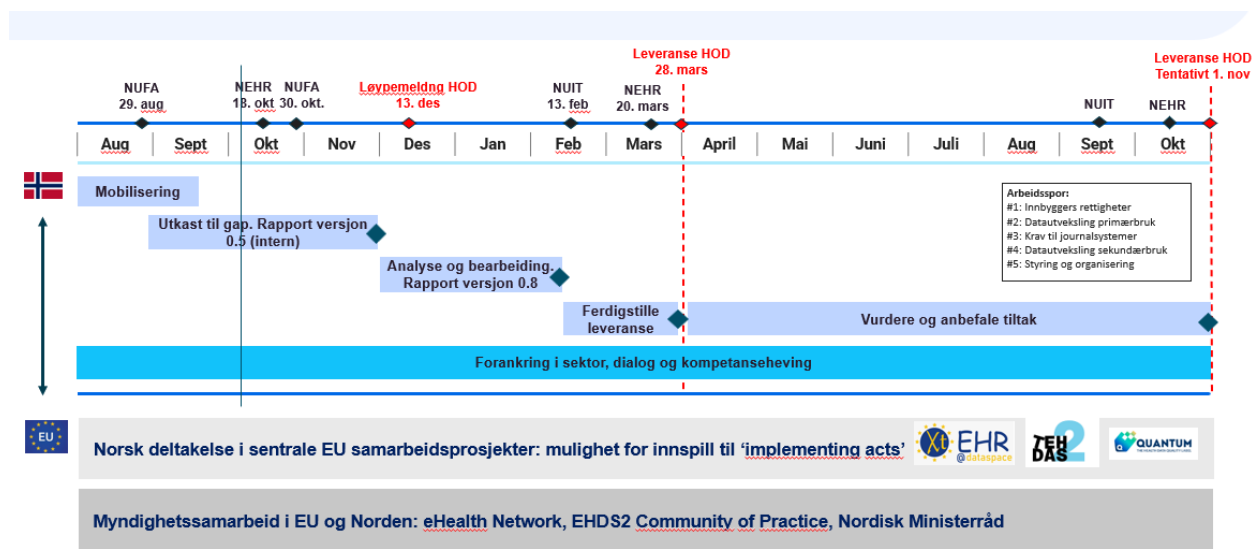 Leveranse HOD
28. mars
Leveranse HOD
Tentativt 1. nov
NUFA
29. aug
NEHR
18. okt
NUFA
30. okt.
Løypemeldng HOD
13. des
NUIT
13. feb
NEHR
20. mars
NUIT
NEHR
Aug
Sept
Okt
Nov
Des
Jan
Feb
Mars
April
Mai
Juni
Juli
Aug
Sept
Okt
Mobilisering
Utkast til gap. Rapport versjon
0.5 (intern)
Analyse og bearbeiding.
Rapport versjon 0.8
Ferdigstille
leveranse
Vurdere og anbefale tiltak
Arbeidsspor:
#1: Innbyggers rettigheter
#2: Datautveksling primærbruk
#3: Krav til journalsystemer
#4: Datautveksling sekundærbruk
#5: Styring og organisering
Forankring i sektor, dialog og kompetanseheving
EU
Norsk deltakelse i sentrale EU samarbeidsprosjekter: mulighet for innspill til ‘implementing acts’
Xt EHR
@dataspace
TEH
DAS
2
QUANTUM
Myndighetssamarbeid i EU og Norden: eHealth Network, EHDS2 Community of Practice, Nordisk Ministerråd